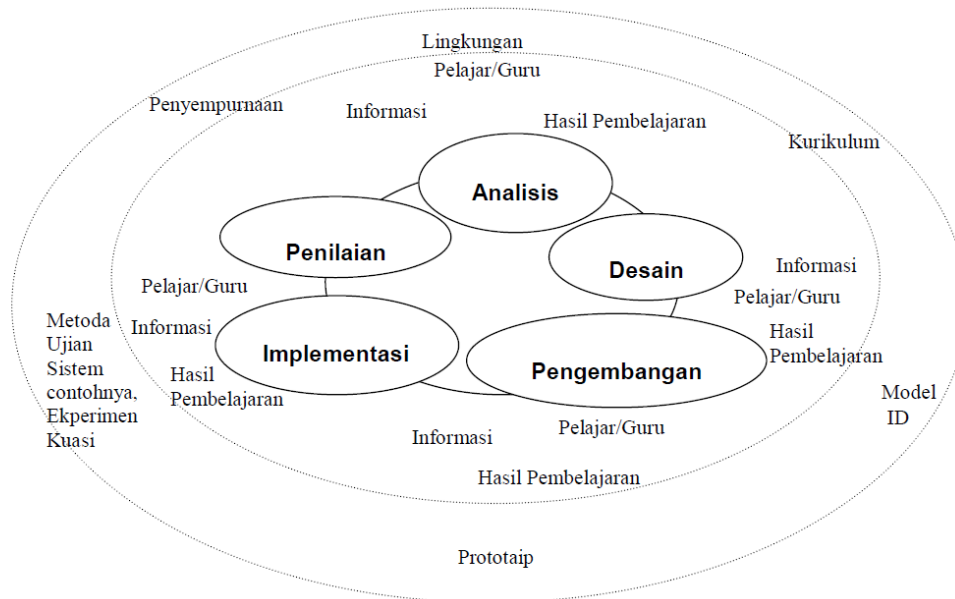 Lingkungan
Pelajar/Guru
Penyempurnaan
Informasi
Hasil Pembelajaran
Kurikulum
Analisis
Penilaian
Desain
Informasi
Pelajar/Guru
Pelajar/Guru
Metoda
Ujian
Sistem
contohnya,
Ekperimen
Kuasi
Informasi
Hasil
Pembelajaran
Implementasi
Hasil
Pembelajaran
Pengembangan
Model
ID
Pelajar/Guru
Informasi
Hasil Pembelajaran
Prototaip